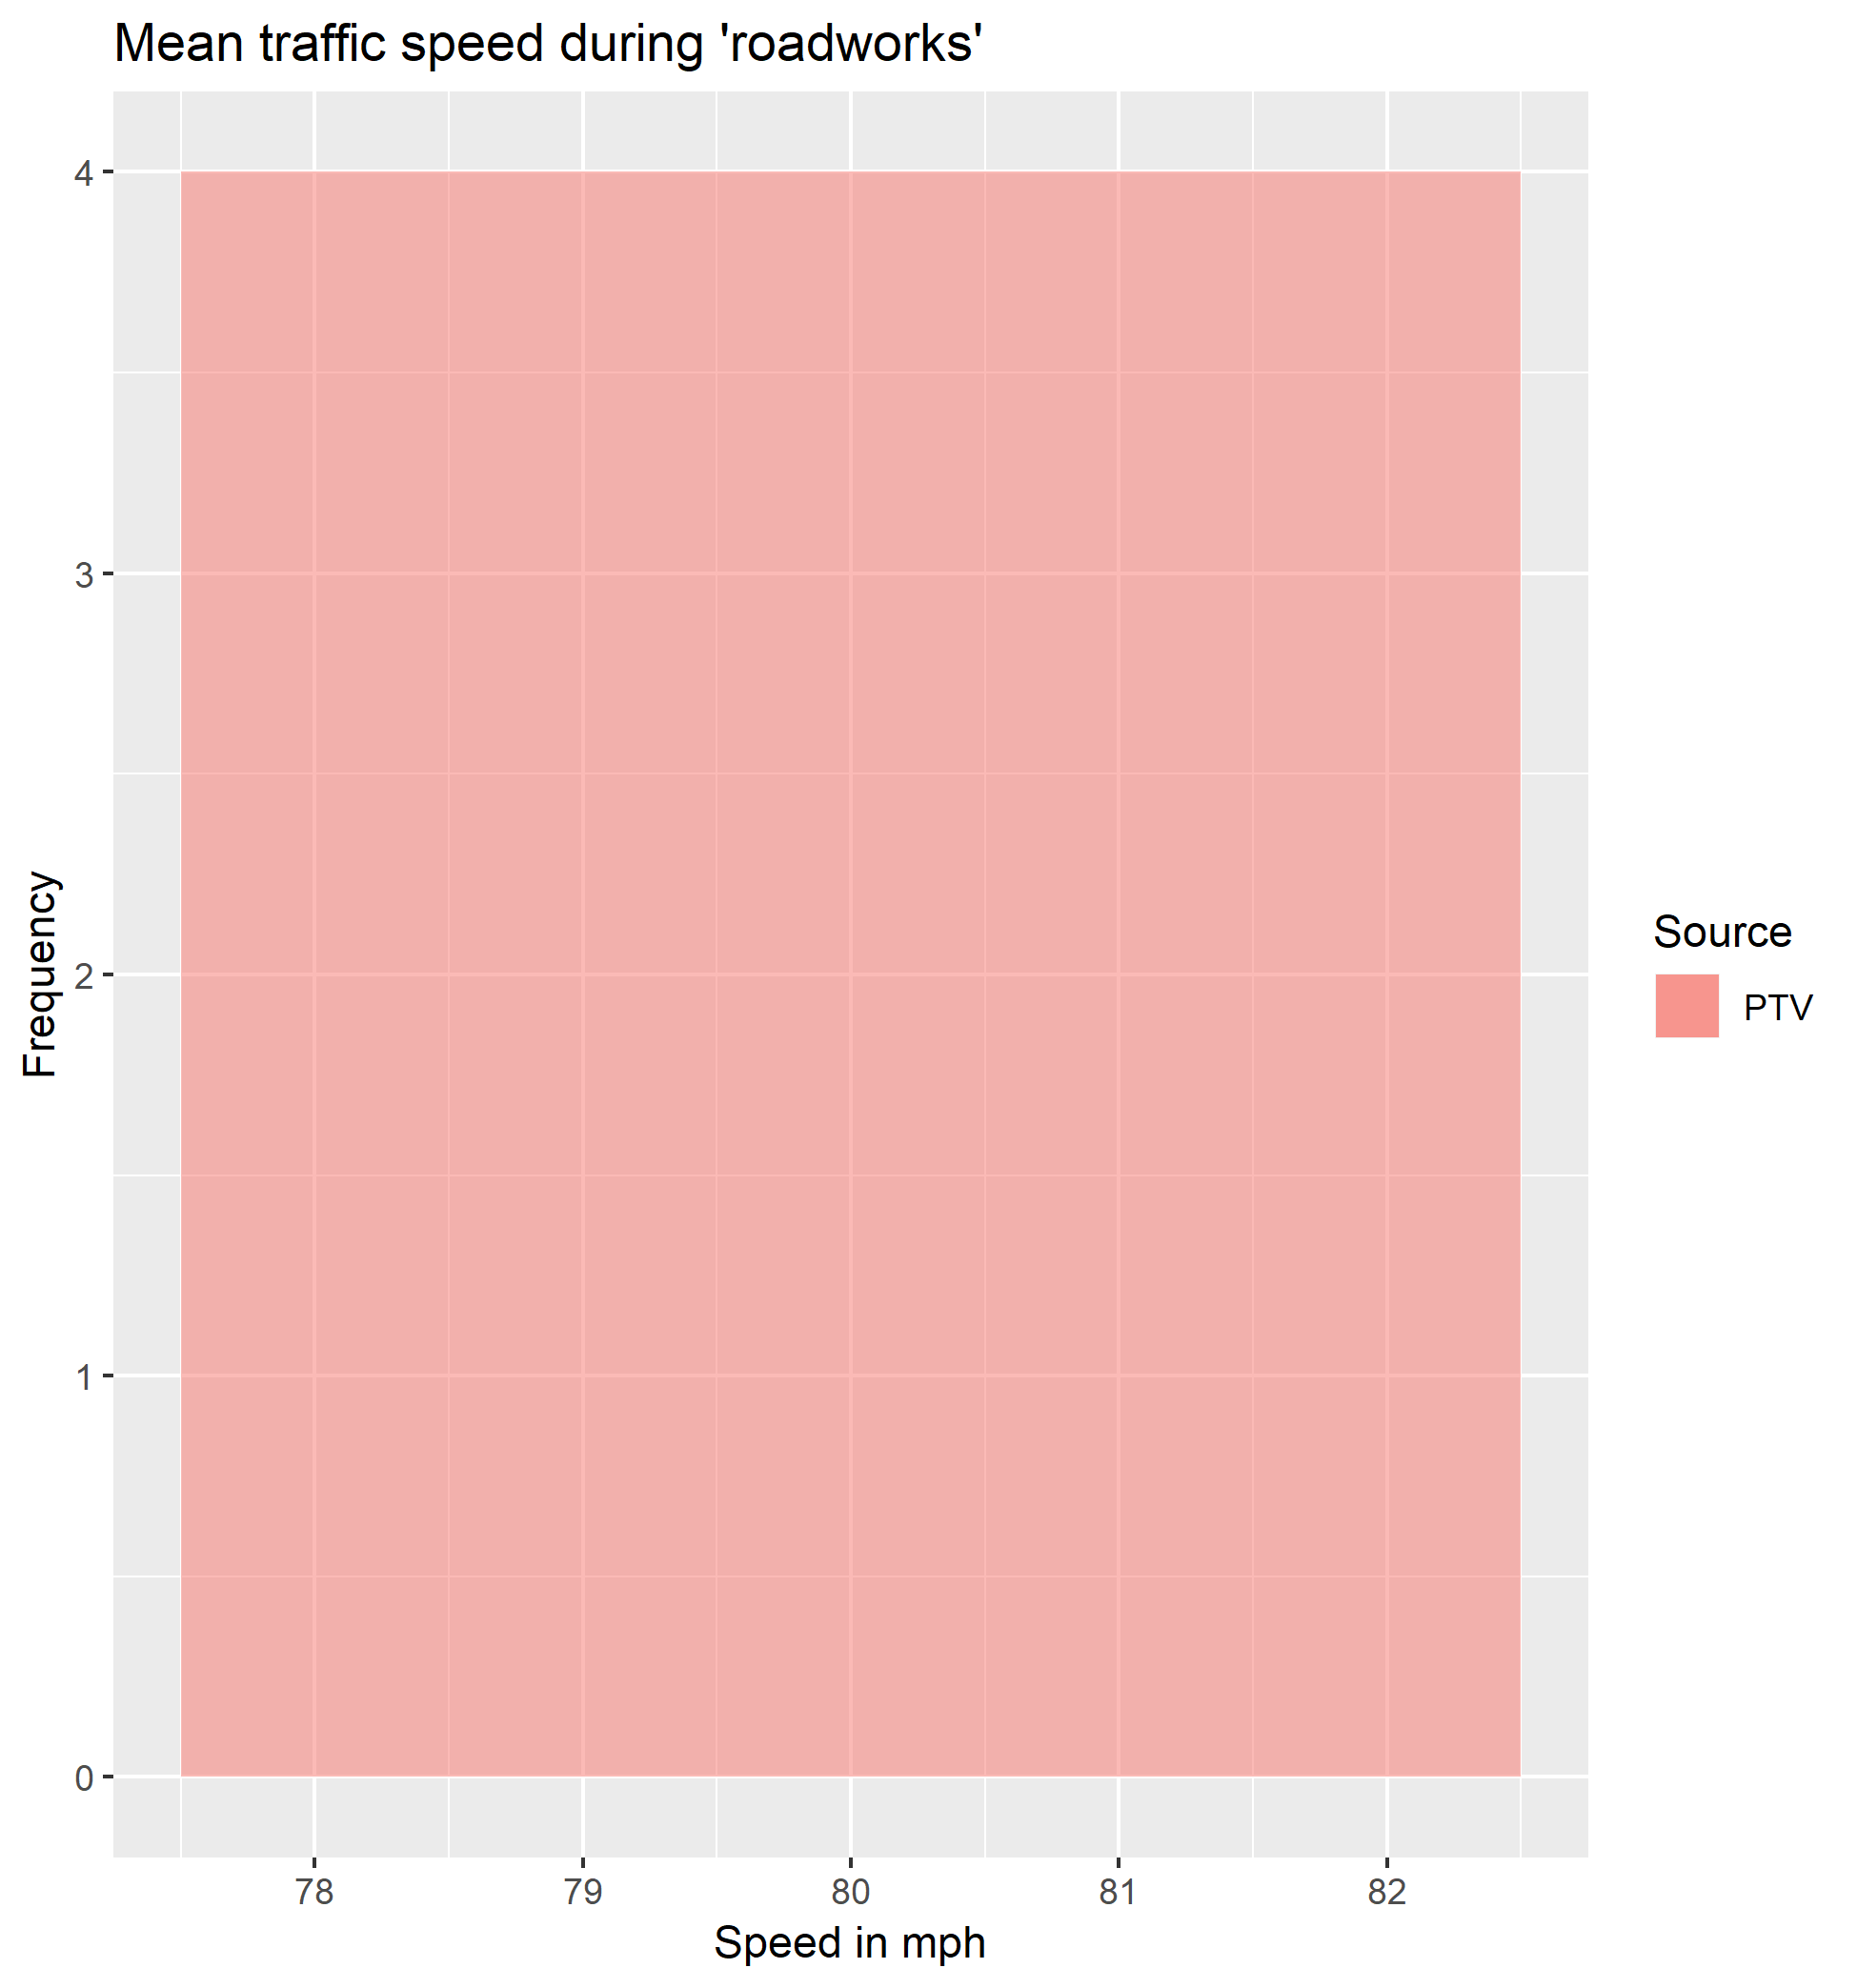 Mean traffic speed during 'roadworks'
4
3
2
1
0
Frequency
78 79 80 81 82
Speed in mph
Source
PTV